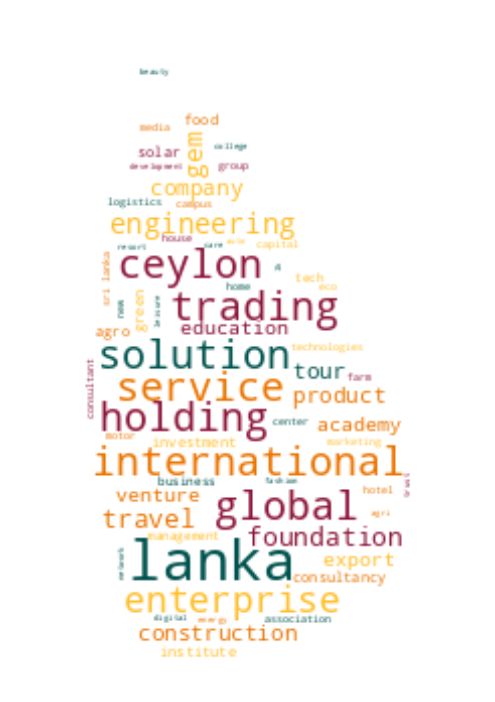 beauty
food
media
gem
college
solar
development
group
company
logistics
campus
engineering
house
resort
care
auto
capital
ceylon
sri lanka
tech
home
eco
trading
new
green
leisure
education
agro
solution
technologies
tour
farm
consultant
service
product
holding
center
academy
motor
investment
marketing
international
business
fashion
hotel
travel
venture
global
agri
travel
foundation
management
lanka
network
export
consultancy
enterprise
digital
energy
association
construction
institute